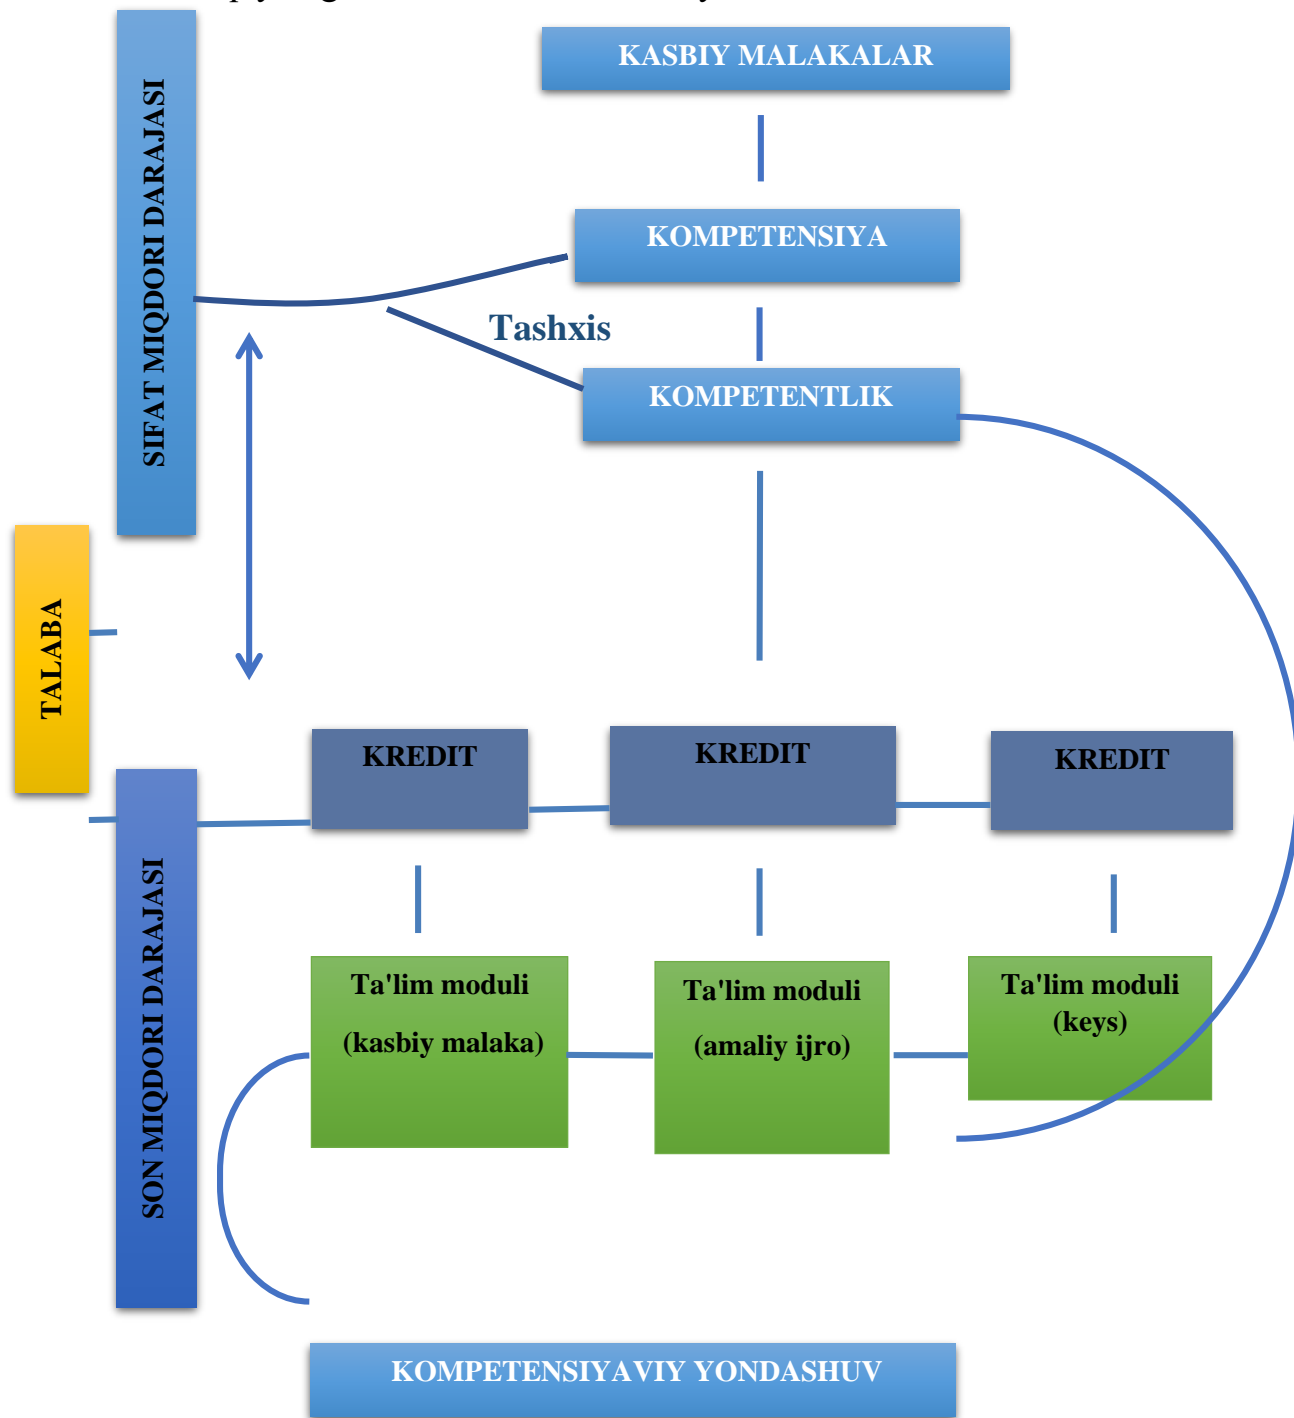 KASBIY MALAKALAR
SIFAT MIQDORI DARAJASI
KOMPETENSIYA
Tashxis
KOMPETENTLIK
TALABA
KREDIT
KREDIT
KREDIT
SON MIQDORI DARAJASI
Ta'lim moduli
(kasbiy malaka)
Ta'lim moduli
(amaliy ijro)
Ta'lim moduli
(keys)
KOMPETENSIYAVIY YONDASHUV